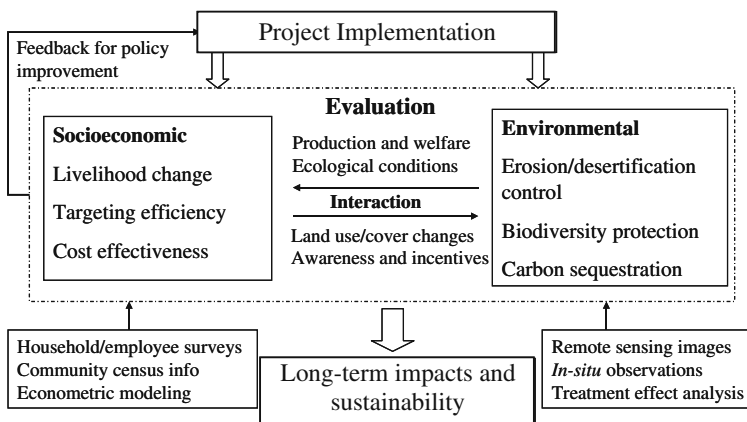 Project Implementation
Feedback for policy
improvement
Evaluation
Socioeconomic
Livelihood change
Targeting efficiency
Cost effectiveness
Production and welfare
Ecological conditions
Interaction
Land use/cover changes
Awareness and incentives
Environmental
Erosion/desertification
control
Biodiversity protection
Carbon sequestration
Household/employee surveys
Community census info
Econometric modeling
Long-term impacts and
sustainability
Remote sensing images
In-situ observations
Treatment effect analysis